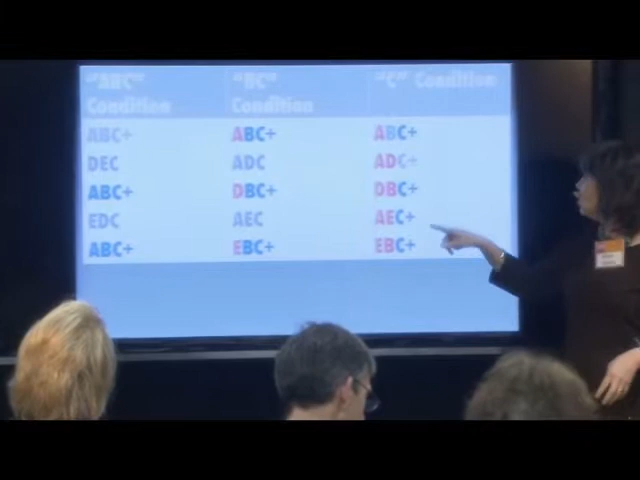 "ABC" Condition "BC" Condition "C" Condition
ABC+ ABC+ ABC+
DEC ADC ADC+
ABC+ DBC+ DBC+
EDC AEC AEC+
ABC+ EBC+ EBC+